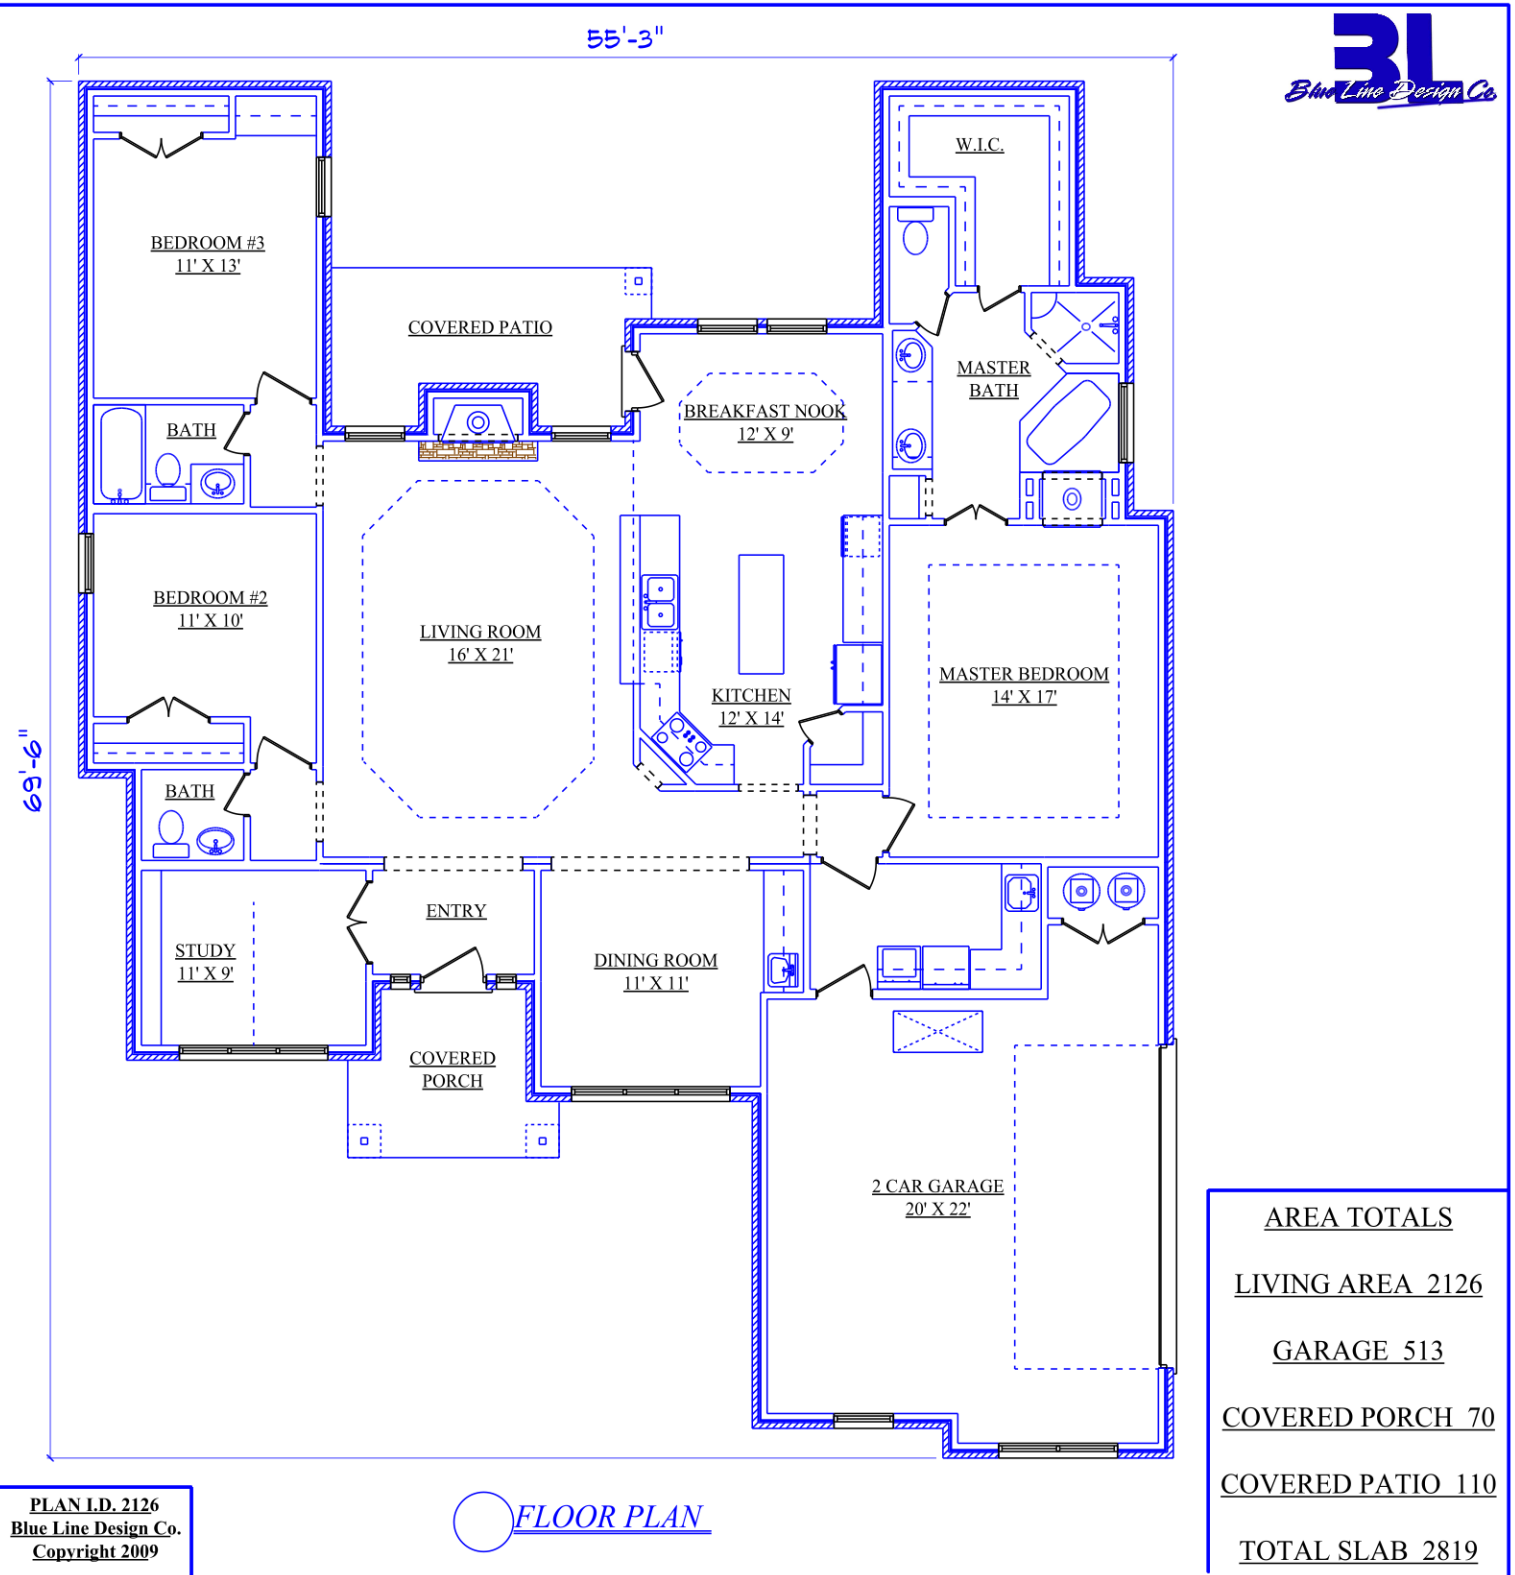 55'-3"
BL
Blue Line Design Co.
W.I.C.
BEDROOM #3
11' X 13'
COVERED PATIO
MASTER
BATH
BREAKFAST NOOK
12' X 9'
BATH
BEDROOM #2
11' X 10'
LIVING ROOM
16' X 21'
MASTER BEDROOM
14' X 17'
KITCHEN
12' X 14'
69'-6"
BATH
ENTRY
STUDY
11' X 9'
DINING ROOM
11' X 11'
COVERED
PORCH
2 CAR GARAGE
20' X 22'
AREA TOTALS
LIVING AREA 2126
GARAGE 513
COVERED PORCH 70
COVERED PATIO 110
TOTAL SLAB 2819
PLAN I.D. 2126
Blue Line Design Co.
Copyright 2009
FLOOR PLAN